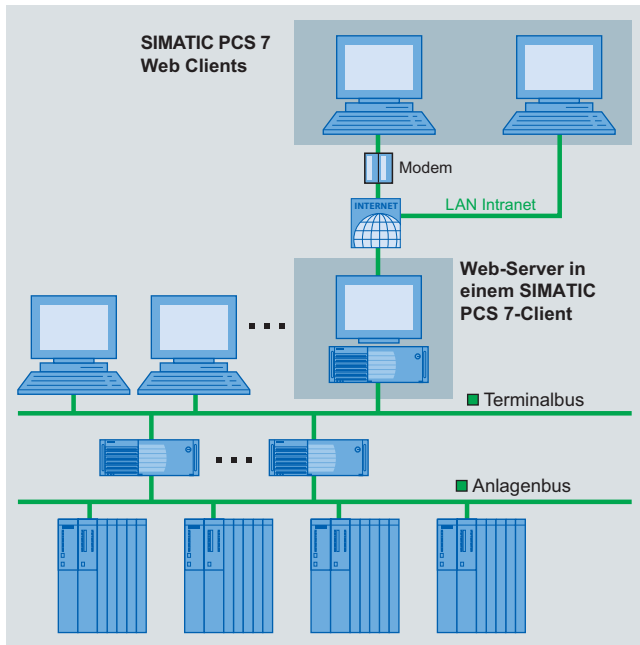 SIMATIC PCS 7
Web Clients
Modem
INTERNET
LAN Intranet
Web-Server in
einem SIMATIC
PCS 7-Client
Terminalbus
Anlagenbus